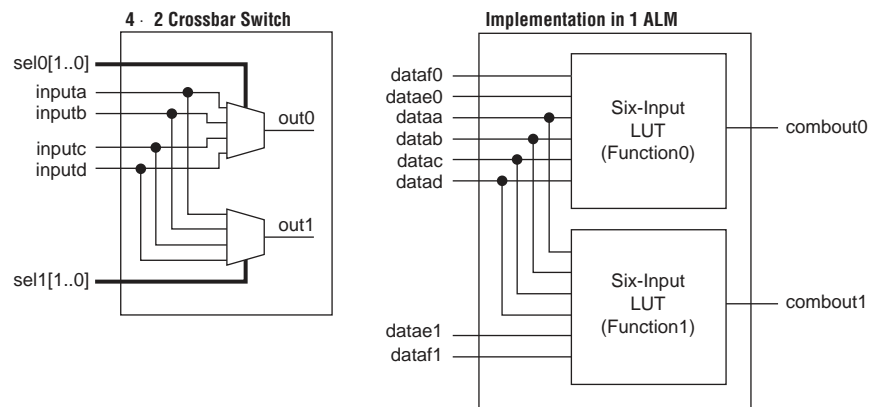 4 · 2 Crossbar Switch
sel0[1..0]
inputa
inputb
inputc
inputd
out0
out1
sel1[1..0]
Implementation in 1 ALM
dataf0
datae0
dataa
datab
datac
datad
Six-Input
LUT
(Function0)
combout0
Six-Input
LUT
(Function1)
combout1
datae1
dataf1